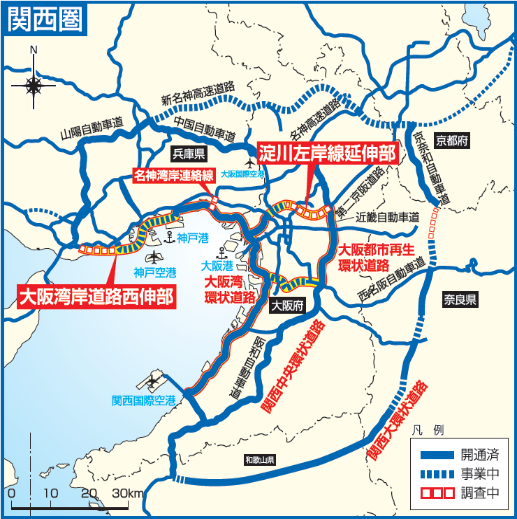 関西圏
N
新名神高速道路
名神高速道路
山陽自動車道
中国自動車道
兵庫県
京都府
淀川左岸線延伸部
大阪国際空港
名神湾岸連絡線
京奈和自動車道
第二京阪道路
近畿自動車道
神戸港
神戸空港
大阪港
大阪都市再生
環状道路
大阪湾岸道路西伸部
大阪湾
環状道路
西名阪自動車道
大阪府
奈良県
阪和自動車道
関西中央環状道路
関西国際空港
関西大環状道路
和歌山県
凡 例
開通済
事業中
調査中
0 10 20 30km